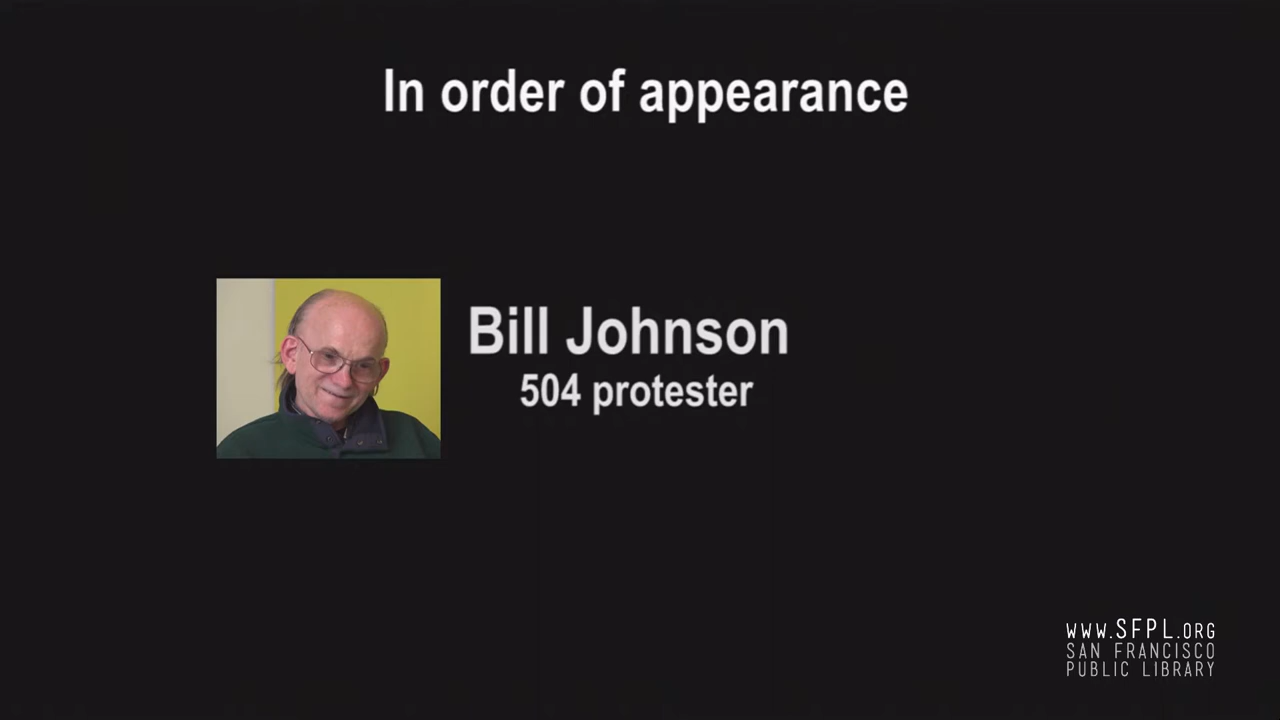 In order of appearance
Bill Johnson
504 protester
www.SFPL.ORG
SAN FRANCISCO
PUBLIC LIBRARY